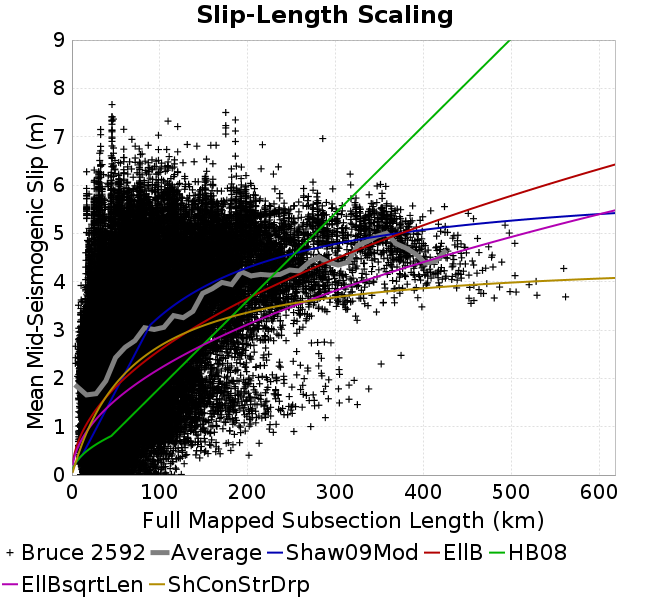 Slip-Length Scaling
Mean Mid-Seismogenic Slip (m)
9
8
7
6
5
4
3
2
1
0
0 100 200 300 400 500 600
Full Mapped Subsection Length (km)
Bruce 2592 Average Shaw09Mod EllB HB08
EllBsqrtLen ShConStrDrp